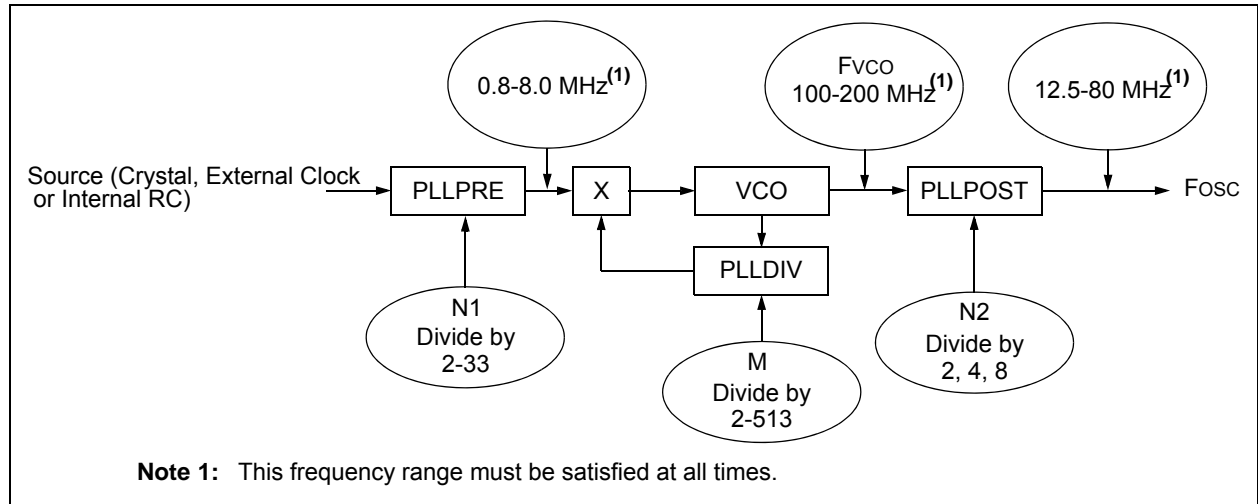 0.8-8.0 MHz(1)
FVCO
100-200 MHz(1)
12.5-80 MHz(1)
Source (Crystal, External Clock
or Internal RC)
PLLPRE
X
VCO
PLLPOST
FOSC
PLLDIV
N1
Divide by
2-33
M
Divide by
2-513
N2
Divide by
2, 4, 8
Note 1: This frequency range must be satisfied at all times.